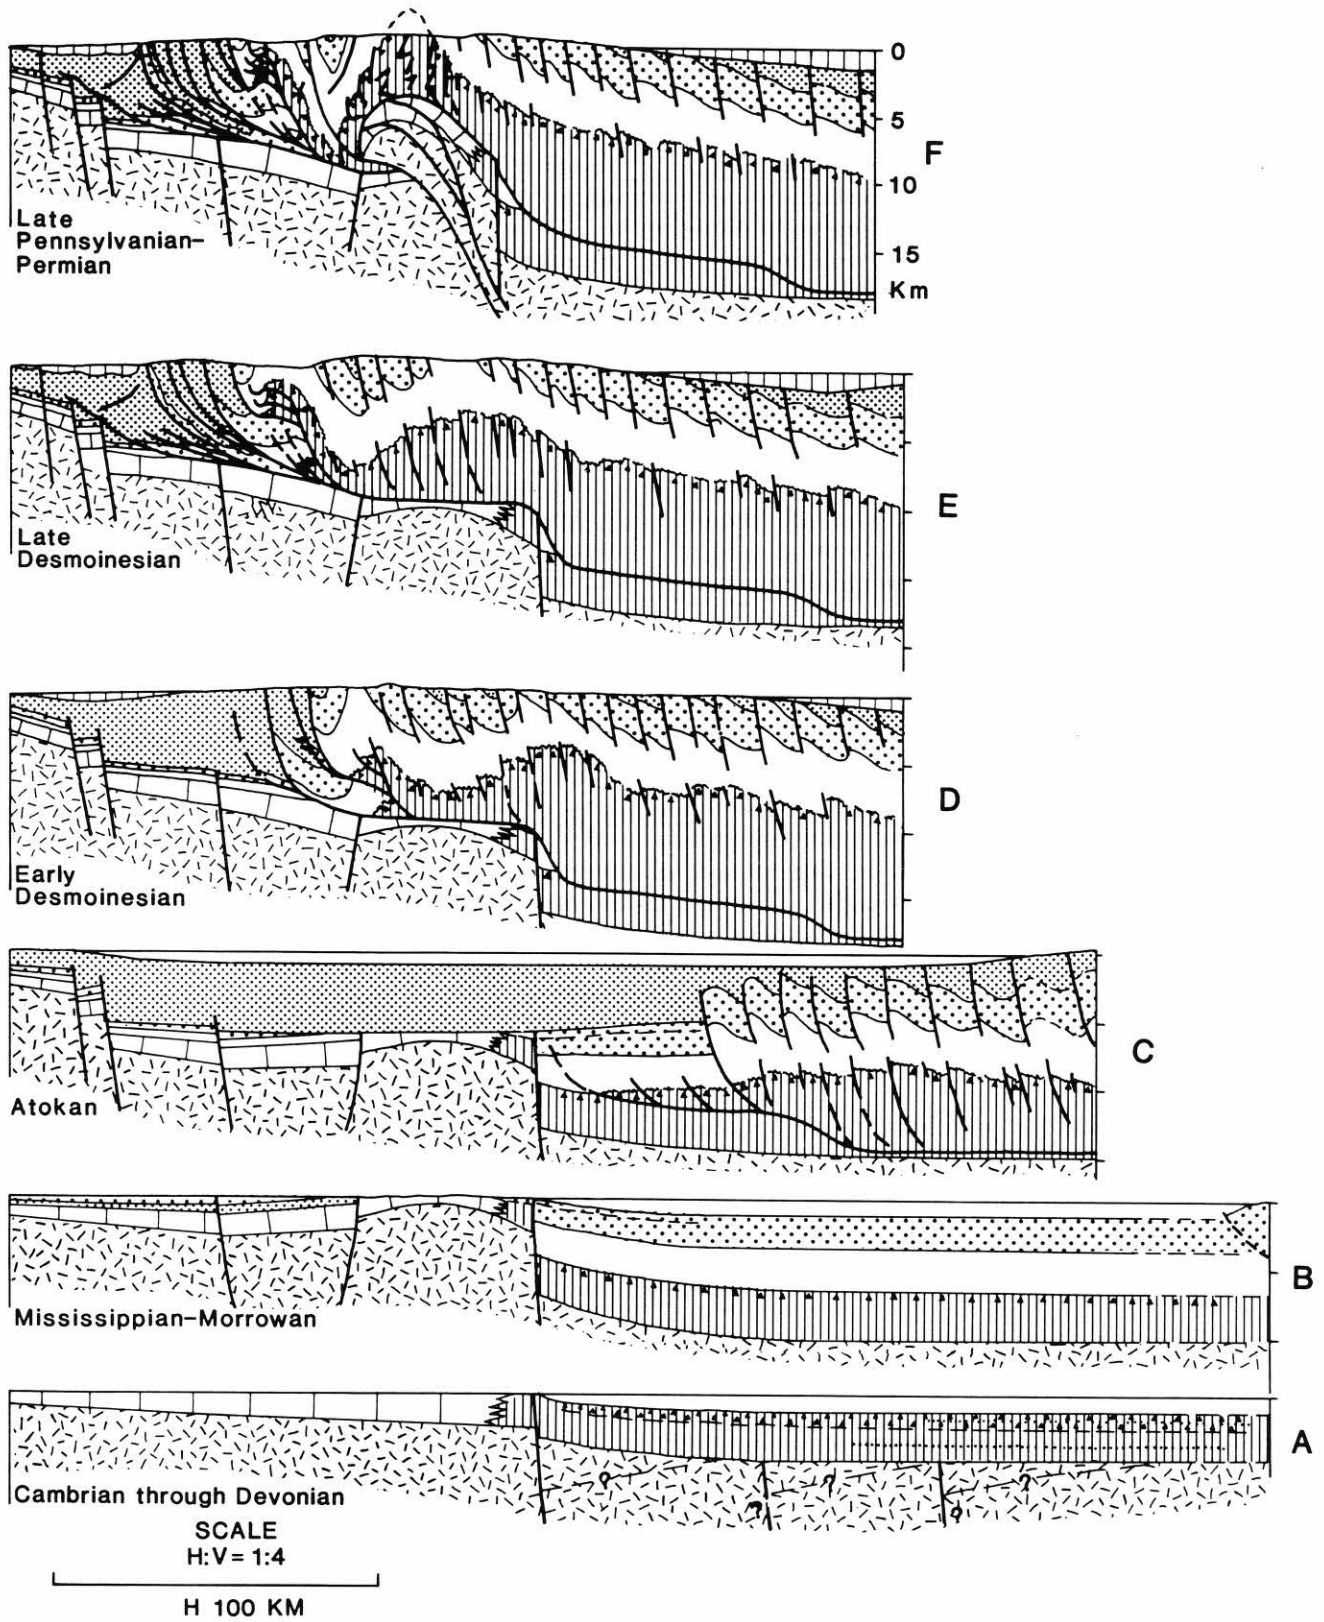 0
5
F
10
15
Km
Late
Pennsylvanian–
Permian
E
Late
Desmoinesian
D
Early
Desmoinesian
C
Atokan
B
Mississippian–Morrowan
A
? ? ?
? ?
Cambrian through Devonian
SCALE
H:V= 1:4
H 100 KM